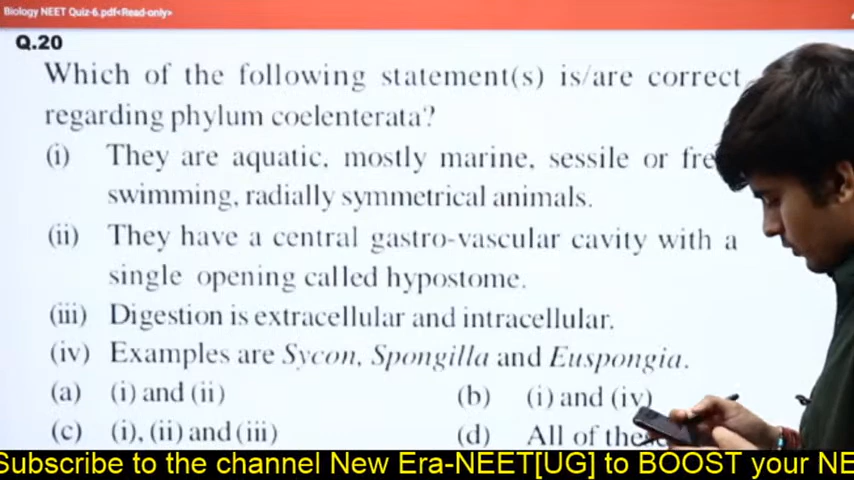 Biology NEET Quiz-6.pdf<Read-only>
Q.20
Which of the following statement(s) is/are correct
regarding phylum coelenterata?
(i) They are aquatic, mostly marine, sessile or fre
swimming, radially symmetrical animals.
(ii) They have a central gastro-vascular cavity with a
single opening called hypostome.
(iii) Digestion is extracellular and intracellular.
(iv) Examples are Sycon, Spongilla and Euspongia.
(a) (i) and (ii) (b) (i) and (iv)
(c) (i), (ii) and (iii) (d) All of these
Subscribe to the channel New Era-NEET[UG] to BOOST your NE